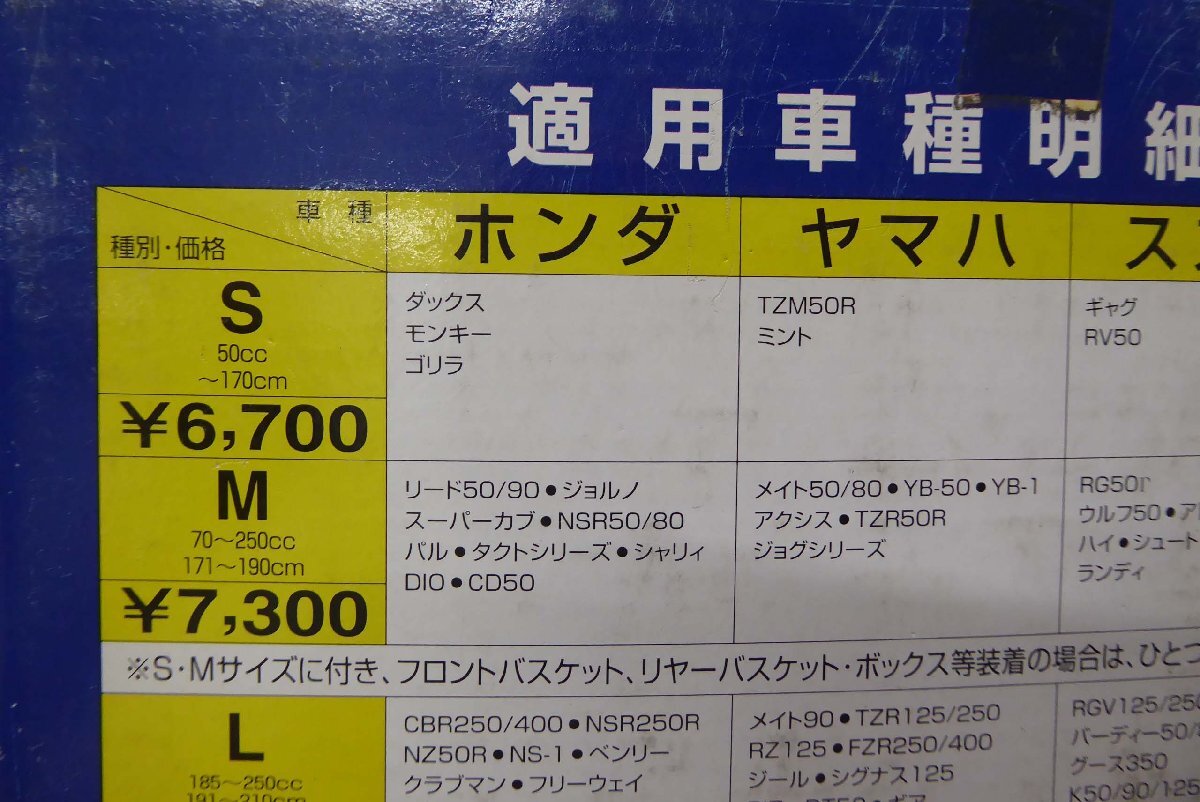 適用車種明細
車種
種別・価格
ホンダ
ヤマハ
ス
S
50cc
～170cm
¥6,700
ダックス
モンキー
ゴリラ
TZM50R
ミント
ギャグ
RV50
M
70～250cc
171～190cm
¥7,300
リード50/90●ジョルノ
スーパーカブ●NSR50/80
パル●タクトシリーズ●シャリィ
DIO●CD50
メイト50/80●YB-50●YB-1
アクシス●TZR50R
ジョグシリーズ
RG50Γ
ウルフ50●ア
ハイ●シュート
ランディ
※S・Mサイズに付き、フロントバスケット、リヤーバスケット・ボックス等装着の場合は、ひとつ
L
185～250cc
191～210cm
CBR250/400●NSR250R
NZ50R●NS-1●ベンリー
クラブマン●フリーウェイ
メイト90●TZR125/250
RZ125●FZR250/400
ジール●シグナス125
RGV125/250
バーディー50/
グース350
K50/90/125